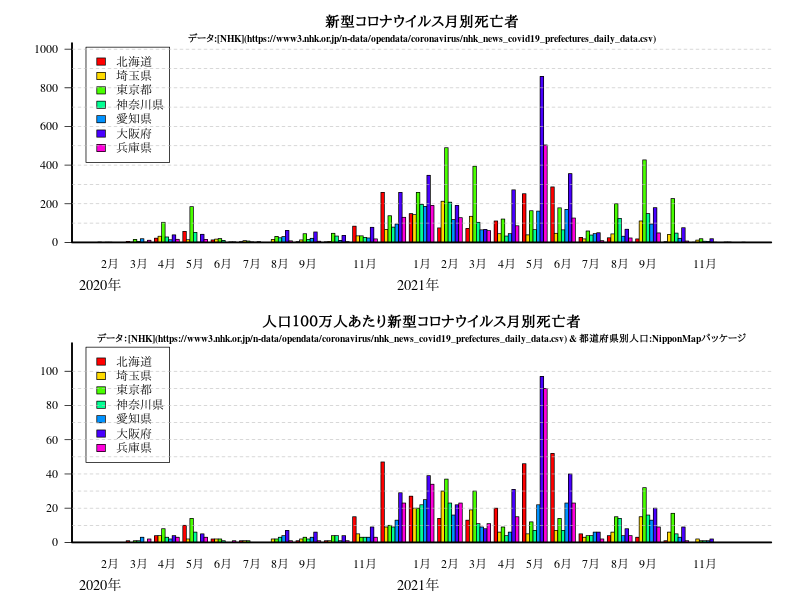 新型コロナウイルス月別死亡者
データ:[NHK](https://www3.nhk.or.jp/n-data/opendata/coronavirus/nhk_news_covid19_prefectures_daily_data.csv)
1000
800
600
400
200
0
北海道
埼玉県
東京都
神奈川県
愛知県
大阪府
兵庫県
2月 3月 4月 5月 6月 7月 8月 9月 11月 1月 2月 3月 4月 5月 6月 7月 8月 9月 11月
2020年 2021年
人口100万人あたり新型コロナウイルス月別死亡者
データ:[NHK](https://www3.nhk.or.jp/n-data/opendata/coronavirus/nhk_news_covid19_prefectures_daily_data.csv) & 都道府県別人口:NipponMapパッケージ
100
80
60
40
20
0
北海道
埼玉県
東京都
神奈川県
愛知県
大阪府
兵庫県
2月 3月 4月 5月 6月 7月 8月 9月 11月 1月 2月 3月 4月 5月 6月 7月 8月 9月 11月
2020年 2021年